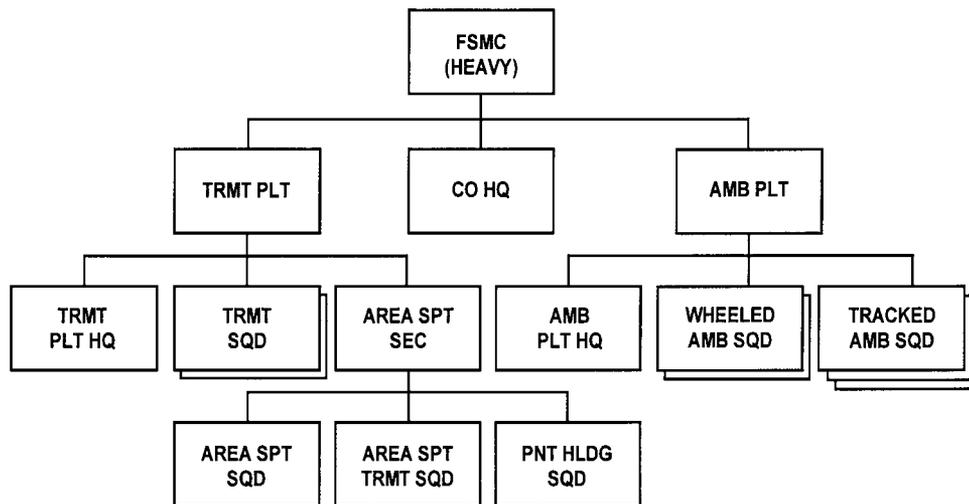 FSMC
(HEAVY)
TRMT PLT
CO HQ
AMB PLT
TRMT
PLT HQ
TRMT
SQD
AREA SPT
SEC
AMB
PLT HQ
WHEELED
AMB SQD
TRACKED
AMB SQD
AREA SPT
SQD
AREA SPT
TRMT SQD
PNT HLDG
SQD